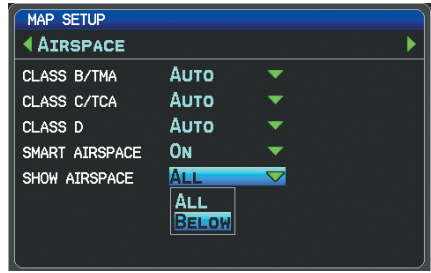 MAP SETUP
AIRSPACE
CLASS B/TMA AUTO
CLASS C/TCA AUTO
CLASS D AUTO
SMART AIRSPACE ON
SHOW AIRSPACE ALL
ALL
BELOW